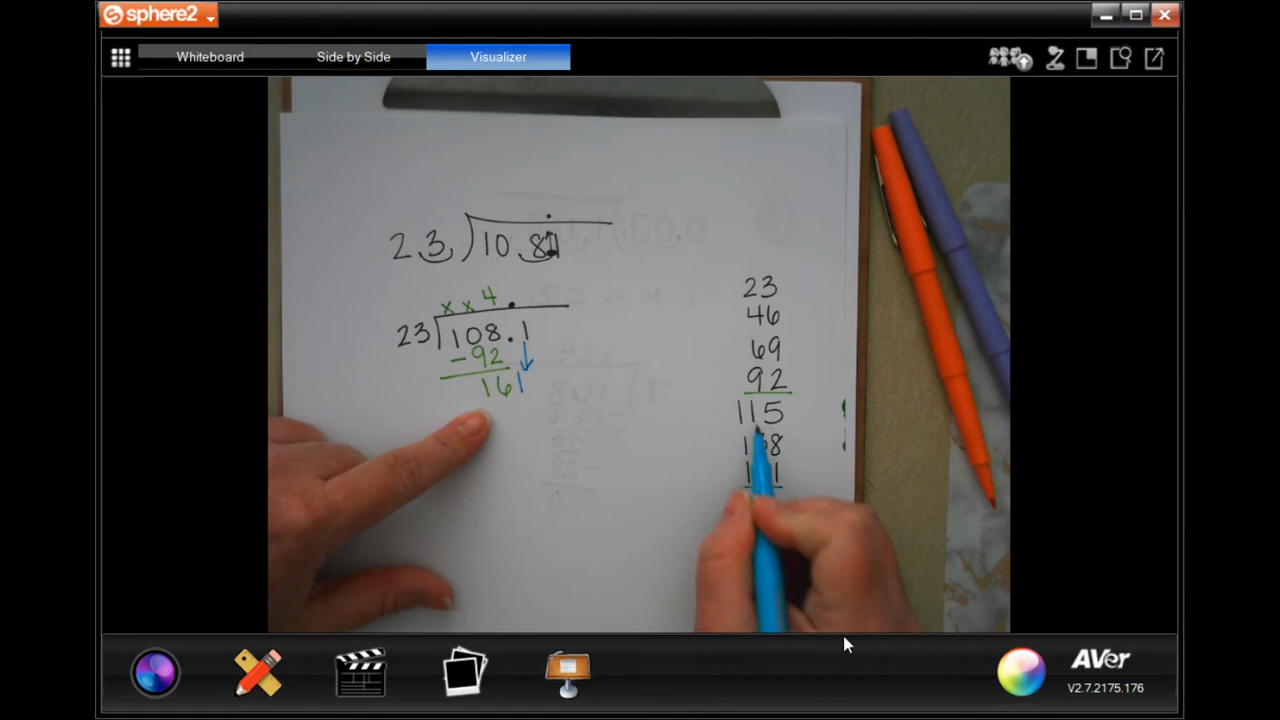 sphere2
Whiteboard Side by Side Visualizer
23)10 81
x x 4 .
23)108.1
-92
161
23
46
69
92
115
AVer
V2.7.2175.176